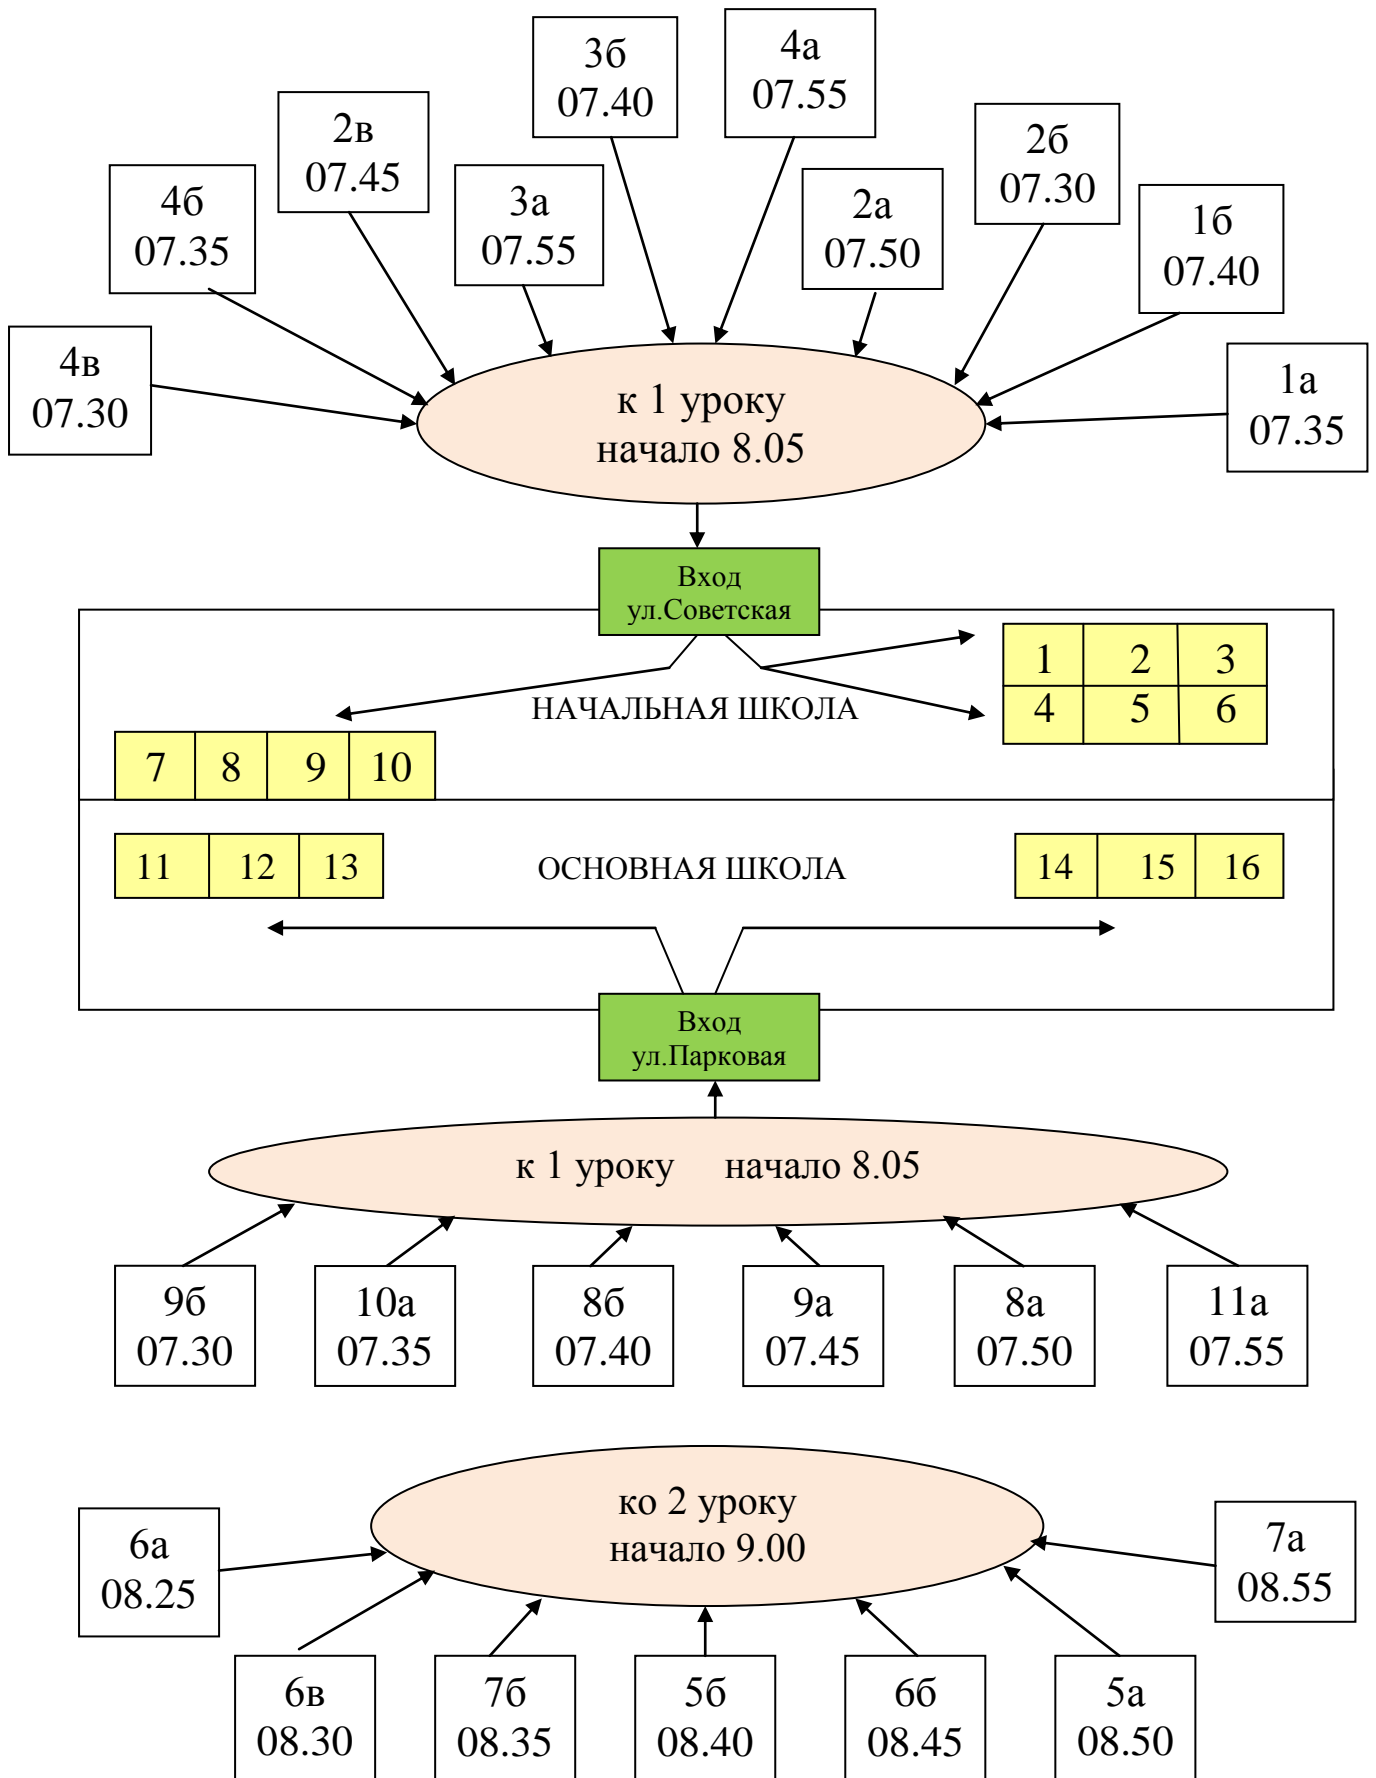 3б
07.40
4а
07.55
2в
07.45
2б
07.30
4б
07.35
3а
07.55
2а
07.50
1б
07.40
4в
07.30
1а
07.35
к 1 уроку
начало 8.05
Вход
ул.Советская
1 2 3
4 5 6
НАЧАЛЬНАЯ ШКОЛА
7 8 9 10
11 12 13
ОСНОВНАЯ ШКОЛА
14 15 16
Вход
ул.Парковая
к 1 уроку начало 8.05
9б
07.30
10а
07.35
8б
07.40
9а
07.45
8а
07.50
11а
07.55
ко 2 уроку
начало 9.00
6а
08.25
7а
08.55
6в
08.30
7б
08.35
5б
08.40
6б
08.45
5а
08.50